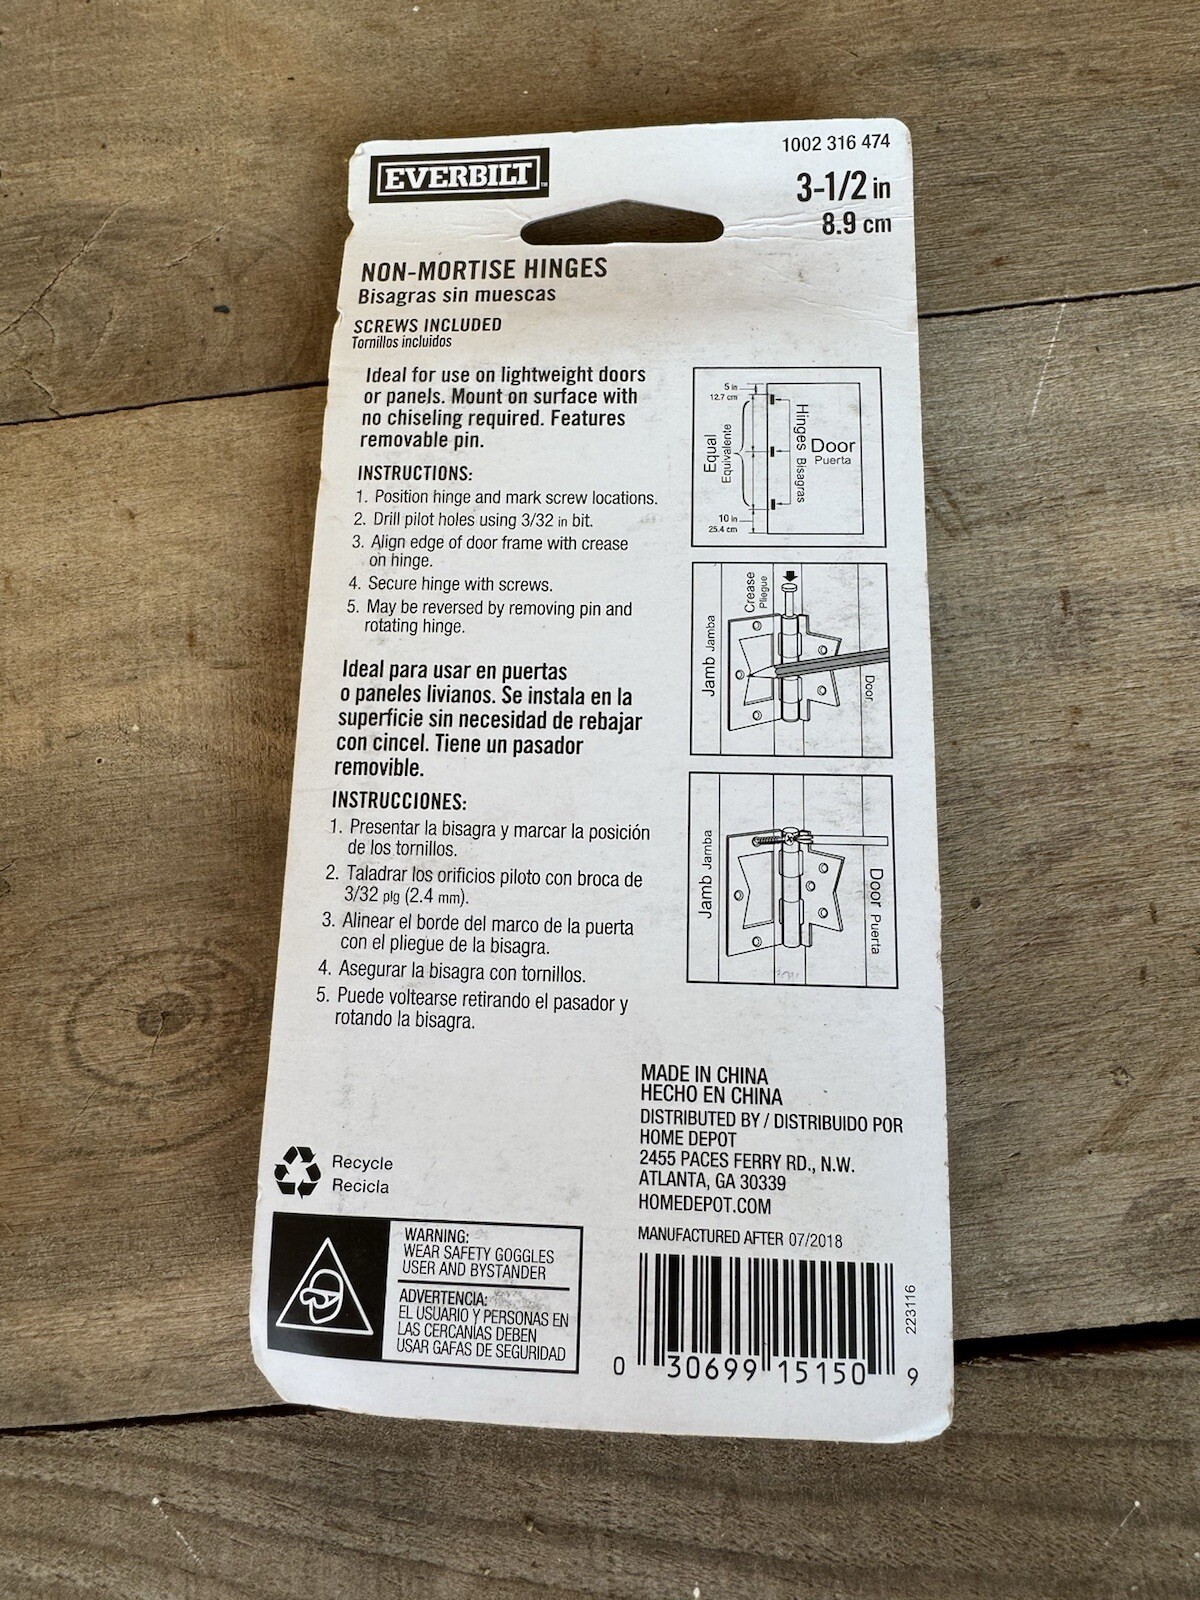 EVERBILT™
1002 316 474
3-1/2 in
8.9 cm
NON-MORTISE HINGES
Bisagras sin muescas
SCREWS INCLUDED
Tornillos incluidos
Ideal for use on lightweight doors
or panels. Mount on surface with
no chiseling required. Features
removable pin.
INSTRUCTIONS:
1. Position hinge and mark screw locations.
2. Drill pilot holes using 3/32 in bit.
3. Align edge of door frame with crease
on hinge.
4. Secure hinge with screws.
5. May be reversed by removing pin and
rotating hinge.
Ideal para usar en puertas
o paneles livianos. Se instala en la
superficie sin necesidad de rebajar
con cincel. Tiene un pasador
removible.
INSTRUCCIONES:
1. Presentar la bisagra y marcar la posición
de los tornillos.
2. Taladrar los orificios piloto con broca de
3/32 plg (2.4 mm).
3. Alinear el borde del marco de la puerta
con el pliegue de la bisagra.
4. Asegurar la bisagra con tornillos.
5. Puede voltearse retirando el pasador y
rotando la bisagra.
5 in
12.7 cm
Equal
Equivalente
Hinges Bisagras
Door
Puerta
10 in
25.4 cm
Crease
Pliegue
Jamb Jamba
Door
Jamb Jamba
Door Puerta
MADE IN CHINA
HECHO EN CHINA
DISTRIBUTED BY / DISTRIBUIDO POR
HOME DEPOT
2455 PACES FERRY RD., N.W.
ATLANTA, GA 30339
HOMEDEPOT.COM
MANUFACTURED AFTER 07/2018
Recycle
Recicla
WARNING:
WEAR SAFETY GOGGLES
USER AND BYSTANDER
ADVERTENCIA:
EL USUARIO Y PERSONAS EN
LAS CERCANÍAS DEBEN
USAR GAFAS DE SEGURIDAD
223116
0 30699 15150 9